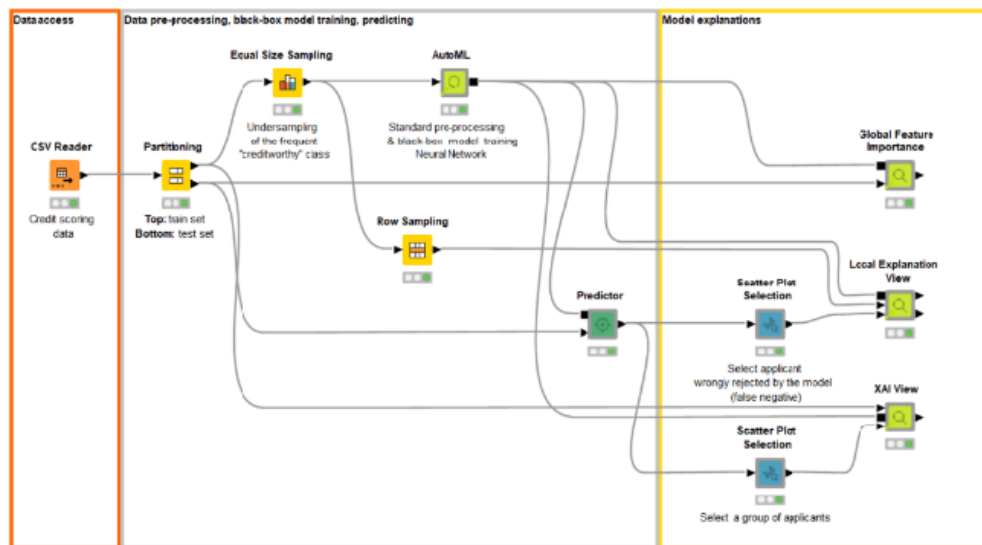 Data access
Data pre-processing, black-box model training, predicting
Model explanations
Equal Size Sampling
AutoML
Undersampling
of the frequent
"creditworthy" class
Standard pre-processing
& black-box model training
Neural Network
Global Feature
Importance
CSV Reader
Partitioning
Credit scoring
data
Top: train set
Bottom: test set
Row Sampling
Local Explanation
View
Scatter Plot
Selection
Predictor
Select applicant
wrongly rejected by the model
(false negative)
XAI View
Scatter Plot
Selection
Select a group of applicants